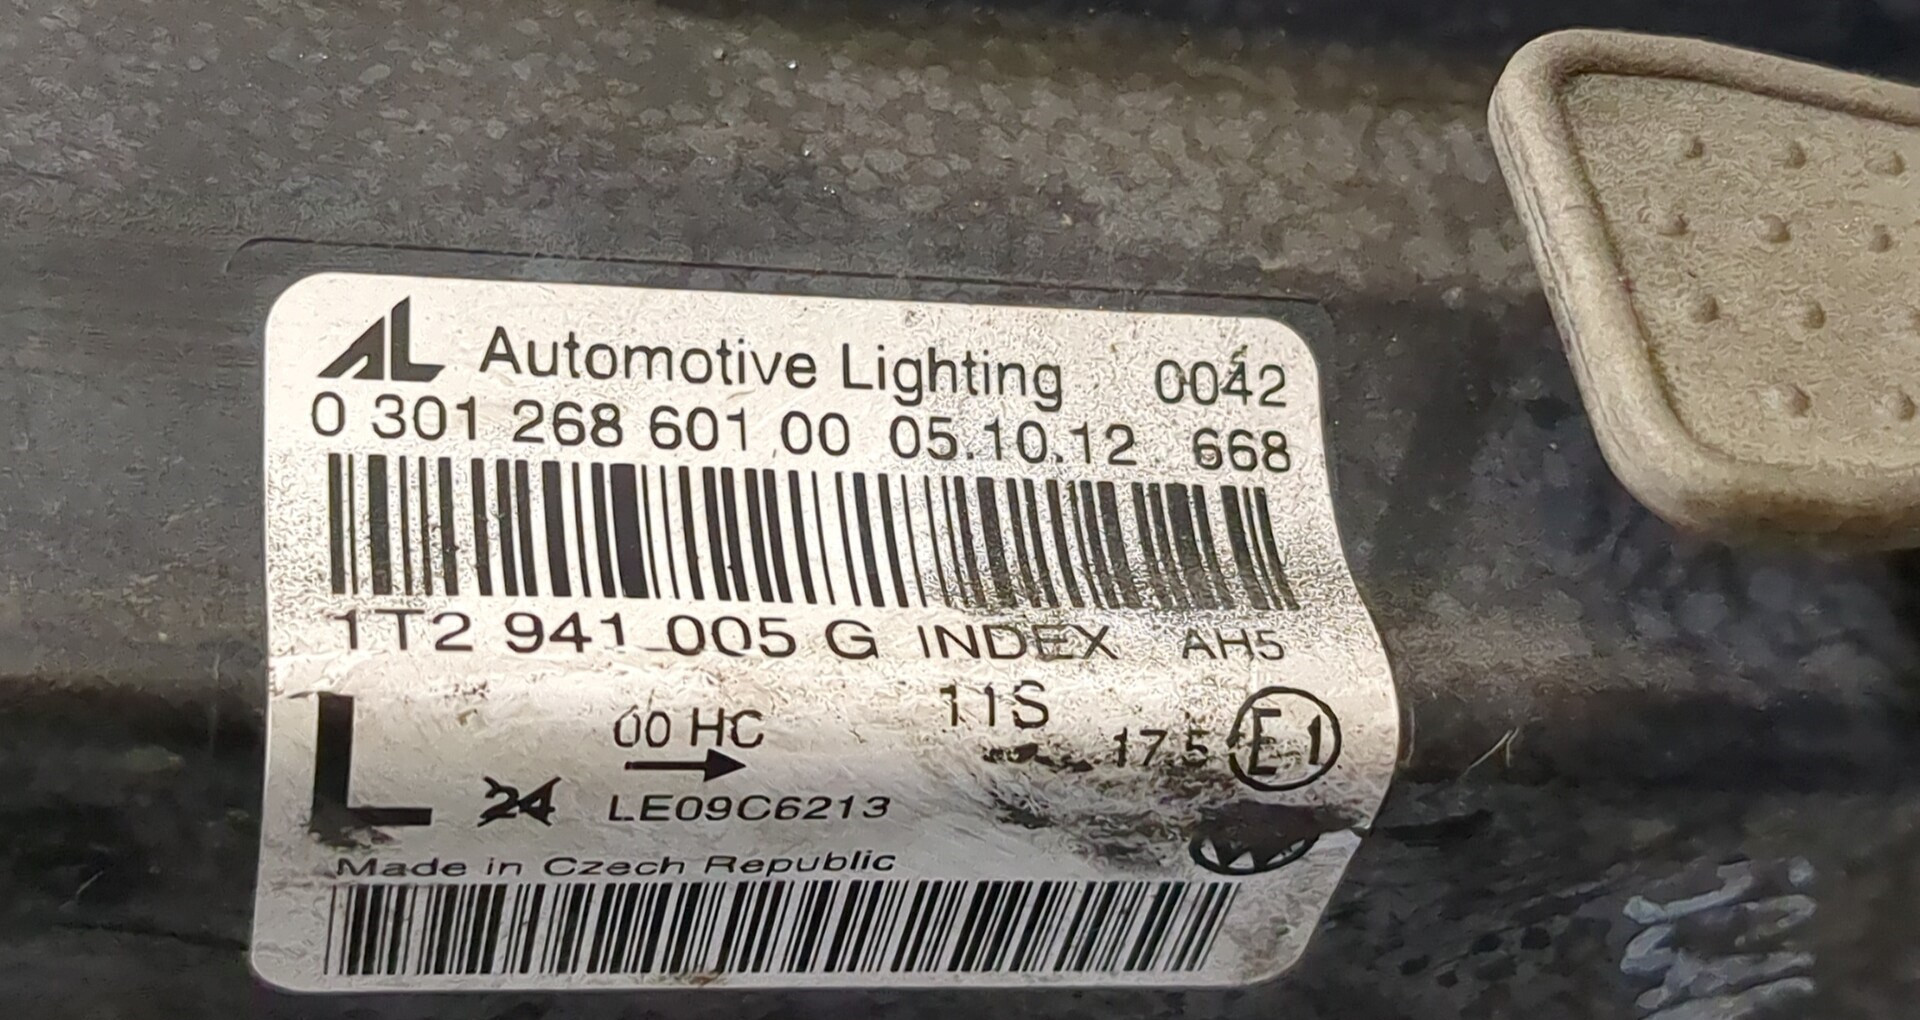 AL Automotive Lighting 0042
0 301 268 601 00 05.10.12 668
1T2 941 005 G INDEX AH5
11S
00 HC 17.5 E1
L 24 LE09C6213
Made in Czech Republic